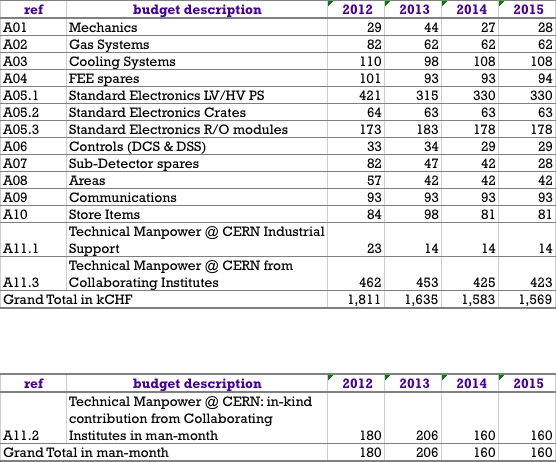 ref budget description 2012 2013 2014 2015
A01 Mechanics 29 44 27 28
A02 Gas Systems 82 62 62 62
A03 Cooling Systems 110 98 108 108
A04 FEE spares 101 93 93 94
A05.1 Standard Electronics LV/HV PS 421 315 330 330
A05.2 Standard Electronics Crates 64 63 63 63
A05.3 Standard Electronics R/O modules 173 183 178 178
A06 Controls (DCS & DSS) 33 34 29 29
A07 Sub-Detector spares 82 47 42 28
A08 Areas 57 42 42 42
A09 Communications 93 93 93 93
A10 Store Items 84 98 81 81
Technical Manpower @ CERN Industrial
A11.1 Support 23 14 14 14
Technical Manpower @ CERN from
A11.3 Collaborating Institutes 462 453 425 423
Grand Total in kCHF 1,811 1,635 1,583 1,569
ref budget description 2012 2013 2014 2015
Technical Manpower @ CERN: in-kind
contribution from Collaborating
A11.2 Institutes in man-month 180 206 160 160
Grand Total in man-month 180 206 160 160